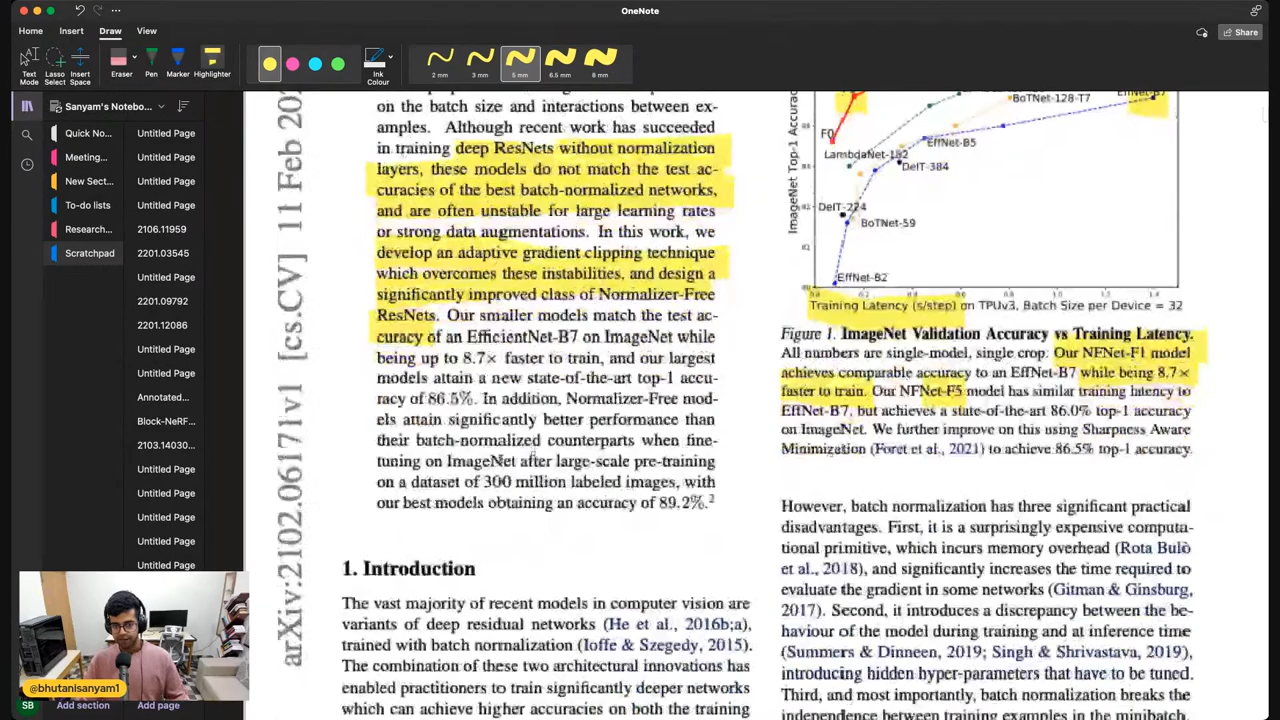 OneNote
Home Insert Draw View
Share
Text Mode
Lasso Select
Insert Space
Eraser
Pen
Marker
Highlighter
Ink Colour
2 mm
3 mm
5 mm
6.5 mm
8 mm
Sanyam's Notebo...
Quick No...
Meeting...
New Sect...
To-do lists
Research...
Scratchpad
Untitled Page
Untitled Page
Untitled Page
Untitled Page
2106.11959
2201.03545
Untitled Page
2201.09792
2201.12086
Untitled Page
Untitled Page
Annotated...
Block-NeRF...
2103.14030...
Untitled Page
Untitled Page
Untitled Page
Untitled Page
Untitled Page
@bhutanisanyam1
SB
Add section
Add page
arXiv:2102.06171v1 [cs.CV] 11 Feb 202
on the batch size and interactions between ex-
amples. Although recent work has succeeded
in training deep ResNets without normalization
layers, these models do not match the test ac-
curacies of the best batch-normalized networks,
and are often unstable for large learning rates
or strong data augmentations. In this work, we
develop an adaptive gradient clipping technique
which overcomes these instabilities, and design a
significantly improved class of Normalizer-Free
ResNets. Our smaller models match the test ac-
curacy of an EfficientNet-B7 on ImageNet while
being up to 8.7× faster to train, and our largest
models attain a new state-of-the-art top-1 accu-
racy of 86.5%. In addition, Normalizer-Free mod-
els attain significantly better performance than
their batch-normalized counterparts when fine-
tuning on ImageNet after large-scale pre-training
on a dataset of 300 million labeled images, with
our best models obtaining an accuracy of 89.2%.2
1. Introduction
The vast majority of recent models in computer vision are
variants of deep residual networks (He et al., 2016b;a),
trained with batch normalization (Ioffe & Szegedy, 2015).
The combination of these two architectural innovations has
enabled practitioners to train significantly deeper networks
which can achieve higher accuracies on both the training
ImageNet Top-1 Accurac
BoTNet-128-T7
F0
EffNet-B5
LambdaNet-152
DeIT-384
DeIT-224
BoTNet-59
EffNet-B2
Training Latency (s/step) on TPUv3, Batch Size per Device = 32
Figure 1. ImageNet Validation Accuracy vs Training Latency.
All numbers are single-model, single crop. Our NFNet-F1 model
achieves comparable accuracy to an EffNet-B7 while being 8.7×
faster to train. Our NFNet-F5 model has similar training latency to
EffNet-B7, but achieves a state-of-the-art 86.0% top-1 accuracy
on ImageNet. We further improve on this using Sharpness Aware
Minimization (Foret et al., 2021) to achieve 86.5% top-1 accuracy.
However, batch normalization has three significant practical
disadvantages. First, it is a surprisingly expensive computa-
tional primitive, which incurs memory overhead (Rota Bulò
et al., 2018), and significantly increases the time required to
evaluate the gradient in some networks (Gitman & Ginsburg,
2017). Second, it introduces a discrepancy between the be-
haviour of the model during training and at inference time
(Summers & Dinneen, 2019; Singh & Shrivastava, 2019),
introducing hidden hyper-parameters that have to be tuned.
Third, and most importantly, batch normalization breaks the
independence between training examples in the minibatch.